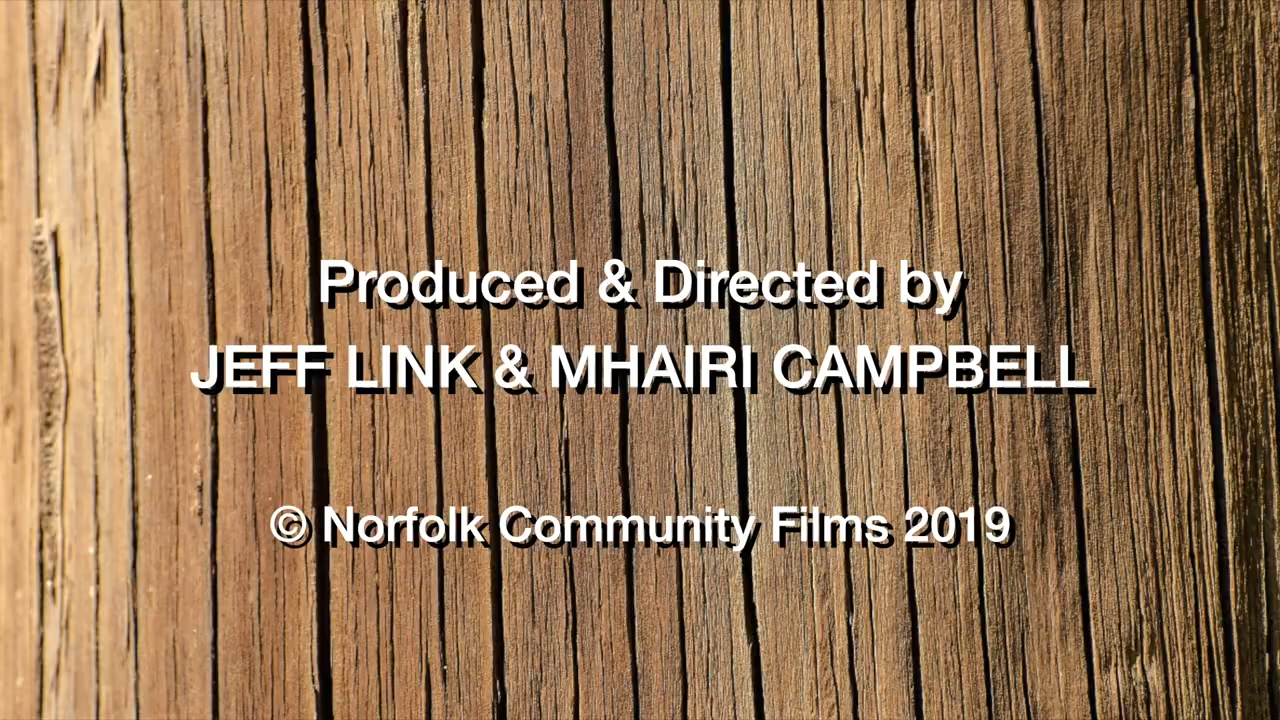 Produced & Directed by
JEFF LINK & MHAIRI CAMPBELL
© Norfolk Community Films 2019